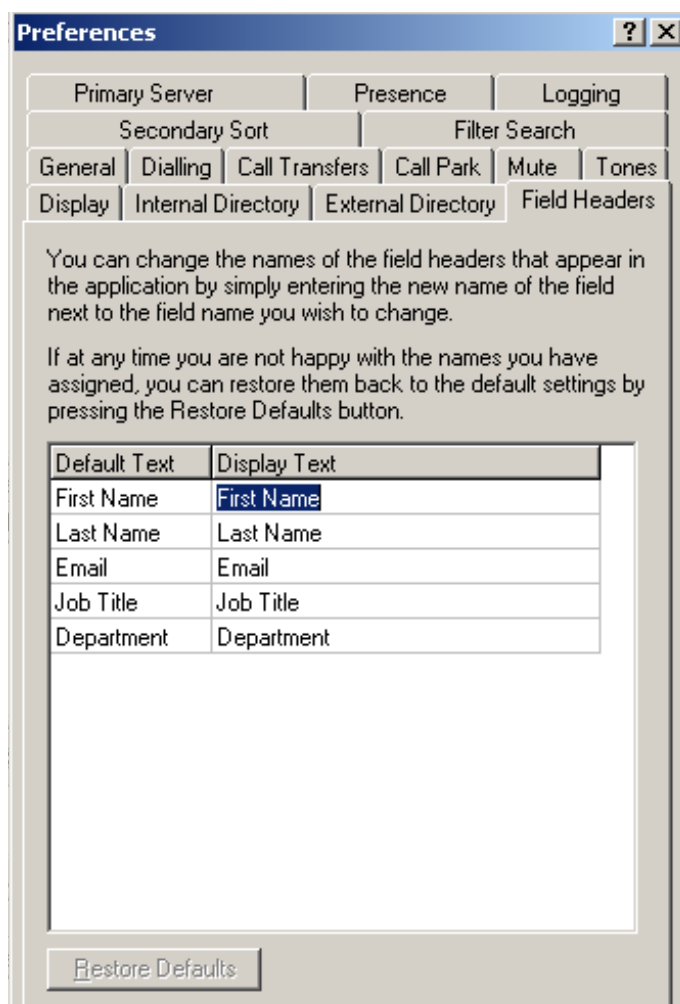 Preferences
Primary Server Presence Logging
Secondary Sort Filter Search
General Dialling Call Transfers Call Park Mute Tones
Display Internal Directory External Directory Field Headers
You can change the names of the field headers that appear in
the application by simply entering the new name of the field
next to the field name you wish to change.
If at any time you are not happy with the names you have
assigned, you can restore them back to the default settings by
pressing the Restore Defaults button.
Default Text Display Text
First Name First Name
Last Name Last Name
Email Email
Job Title Job Title
Department Department
Restore Defaults